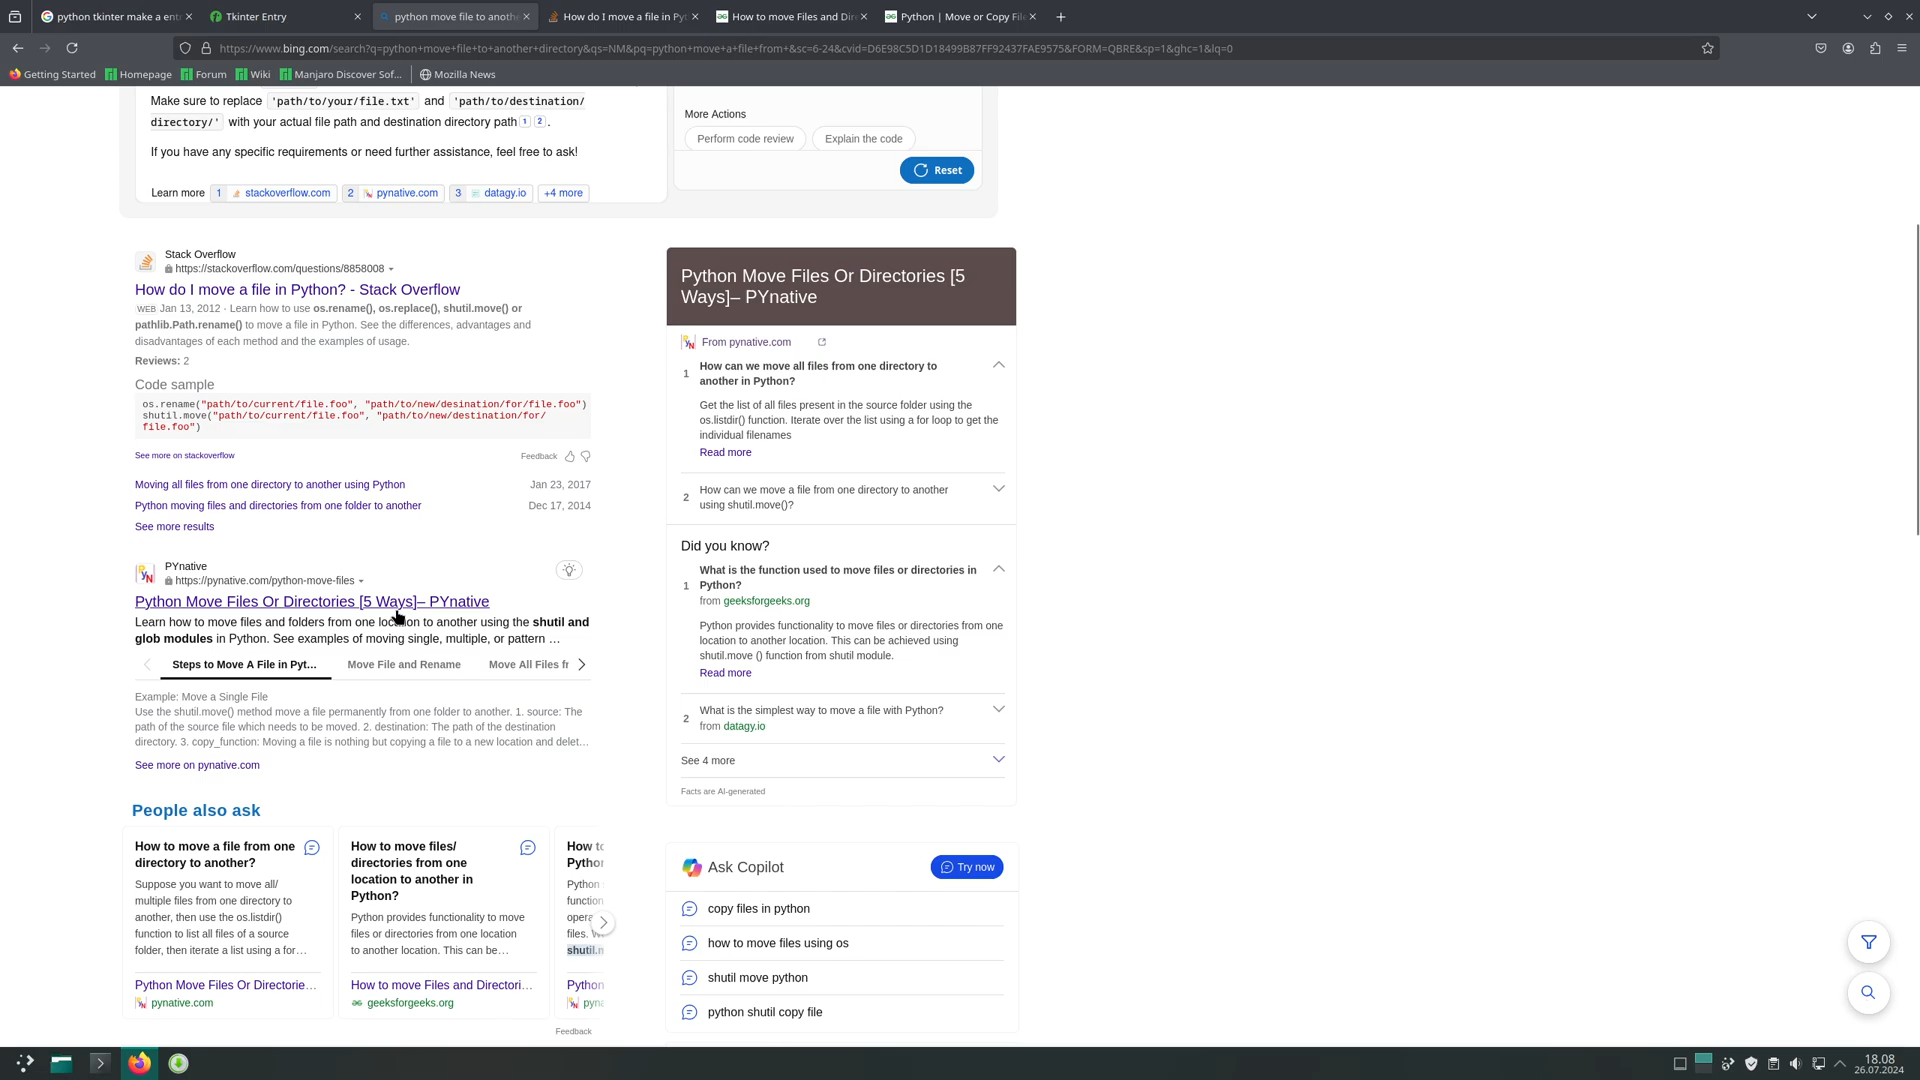 python tkinter make a ent
Tkinter Entry
python move file to anoth
How do I move a file in Py
How to move Files and Dir
Python | Move or Copy File
https://www.bing.com/search?q=python+move+file+to+another+directory&qs=NM&pq=python+move+a+file+from+&sc=6-24&cvid=D6E98C5D1D18499B87FF92437FAE9575&FORM=QBRE&sp=1&ghc=1&lq=0
Getting Started
Homepage
Forum
Wiki
Manjaro Discover Sof...
Mozilla News
Make sure to replace 'path/to/your/file.txt' and 'path/to/destination/
directory/' with your actual file path and destination directory path 1 2 .
If you have any specific requirements or need further assistance, feel free to ask!
Learn more 1 stackoverflow.com 2 pynative.com 3 datagy.io +4 more
More Actions
Perform code review
Explain the code
Reset
Stack Overflow
https://stackoverflow.com/questions/8858008
How do I move a file in Python? - Stack Overflow
WEB Jan 13, 2012 · Learn how to use os.rename(), os.replace(), shutil.move() or
pathlib.Path.rename() to move a file in Python. See the differences, advantages and
disadvantages of each method and the examples of usage.
Reviews: 2
Code sample
os.rename("path/to/current/file.foo", "path/to/new/desination/for/file.foo")
shutil.move("path/to/current/file.foo", "path/to/new/destination/for/
file.foo")
See more on stackoverflow
Feedback
Moving all files from one directory to another using Python
Jan 23, 2017
Python moving files and directories from one folder to another
Dec 17, 2014
See more results
PYnative
https://pynative.com/python-move-files
Python Move Files Or Directories [5 Ways]– PYnative
Learn how to move files and folders from one location to another using the shutil and
glob modules in Python. See examples of moving single, multiple, or pattern ...
Steps to Move A File in Pyt...
Move File and Rename
Move All Files fr
Example: Move a Single File
Use the shutil.move() method move a file permanently from one folder to another. 1. source: The
path of the source file which needs to be moved. 2. destination: The path of the destination
directory. 3. copy_function: Moving a file is nothing but copying a file to a new location and delet…
See more on pynative.com
People also ask
How to move a file from one
directory to another?
Suppose you want to move all/
multiple files from one directory to
another, then use the os.listdir()
function to list all files of a source
folder, then iterate a list using a for…
Python Move Files Or Directorie…
pynative.com
How to move files/
directories from one
location to another in
Python?
Python provides functionality to move
files or directories from one location
to another location. This can be…
How to move Files and Directori…
geeksforgeeks.org
How to
Python
Python
function
opera
files. W
shutil.m
Python
pyna
Feedback
Python Move Files Or Directories [5
Ways]– PYnative
From pynative.com
1 How can we move all files from one directory to
another in Python?
Get the list of all files present in the source folder using the
os.listdir() function. Iterate over the list using a for loop to get the
individual filenames
Read more
2 How can we move a file from one directory to another
using shutil.move()?
Did you know?
1 What is the function used to move files or directories in
Python?
from geeksforgeeks.org
Python provides functionality to move files or directories from one
location to another location. This can be achieved using
shutil.move () function from shutil module.
Read more
2 What is the simplest way to move a file with Python?
from datagy.io
See 4 more
Facts are AI-generated
Ask Copilot
Try now
copy files in python
how to move files using os
shutil move python
python shutil copy file
18.08
26.07.2024